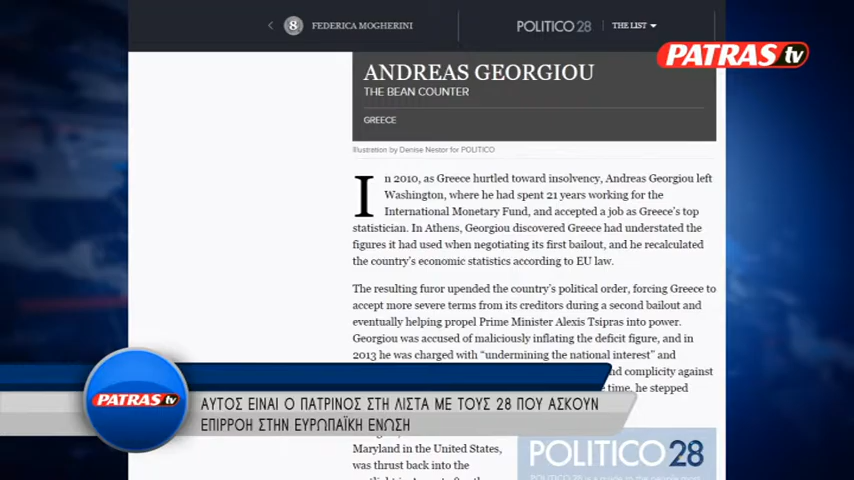 8 FEDERICA MOGHERINI
POLITICO 28 THE LIST
PATRAS tv
ANDREAS GEORGIOU
THE BEAN COUNTER
GREECE
Illustration by Denise Nestor for POLITICO
In 2010, as Greece hurtled toward insolvency, Andreas Georgiou left
Washington, where he had spent 21 years working for the
International Monetary Fund, and accepted a job as Greece's top
statistician. In Athens, Georgiou discovered Greece had understated the
figures it had used when negotiating its first bailout, and he recalculated
the country's economic statistics according to EU law.
The resulting furor upended the country's political order, forcing Greece to
accept more severe terms from its creditors during a second bailout and
eventually helping propel Prime Minister Alexis Tsipras into power.
Georgiou was accused of maliciously inflating the deficit figure, and in
2013 he was charged with “undermining the national interest” and
and complicity against
time, he stepped
PATRAS tv
ΑΥΤΟΣ ΕΙΝΑΙ Ο ΠΑΤΡΙΝΟΣ ΣΤΗ ΛΙΣΤΑ ΜΕ ΤΟΥΣ 28 ΠΟΥ ΑΣΚΟΥΝ
ΕΠΙΡΡΟΗ ΣΤΗΝ ΕΥΡΩΠΑΪΚΗ ΕΝΩΣΗ
Maryland in the United States,
was thrust back into the
POLITICO 28